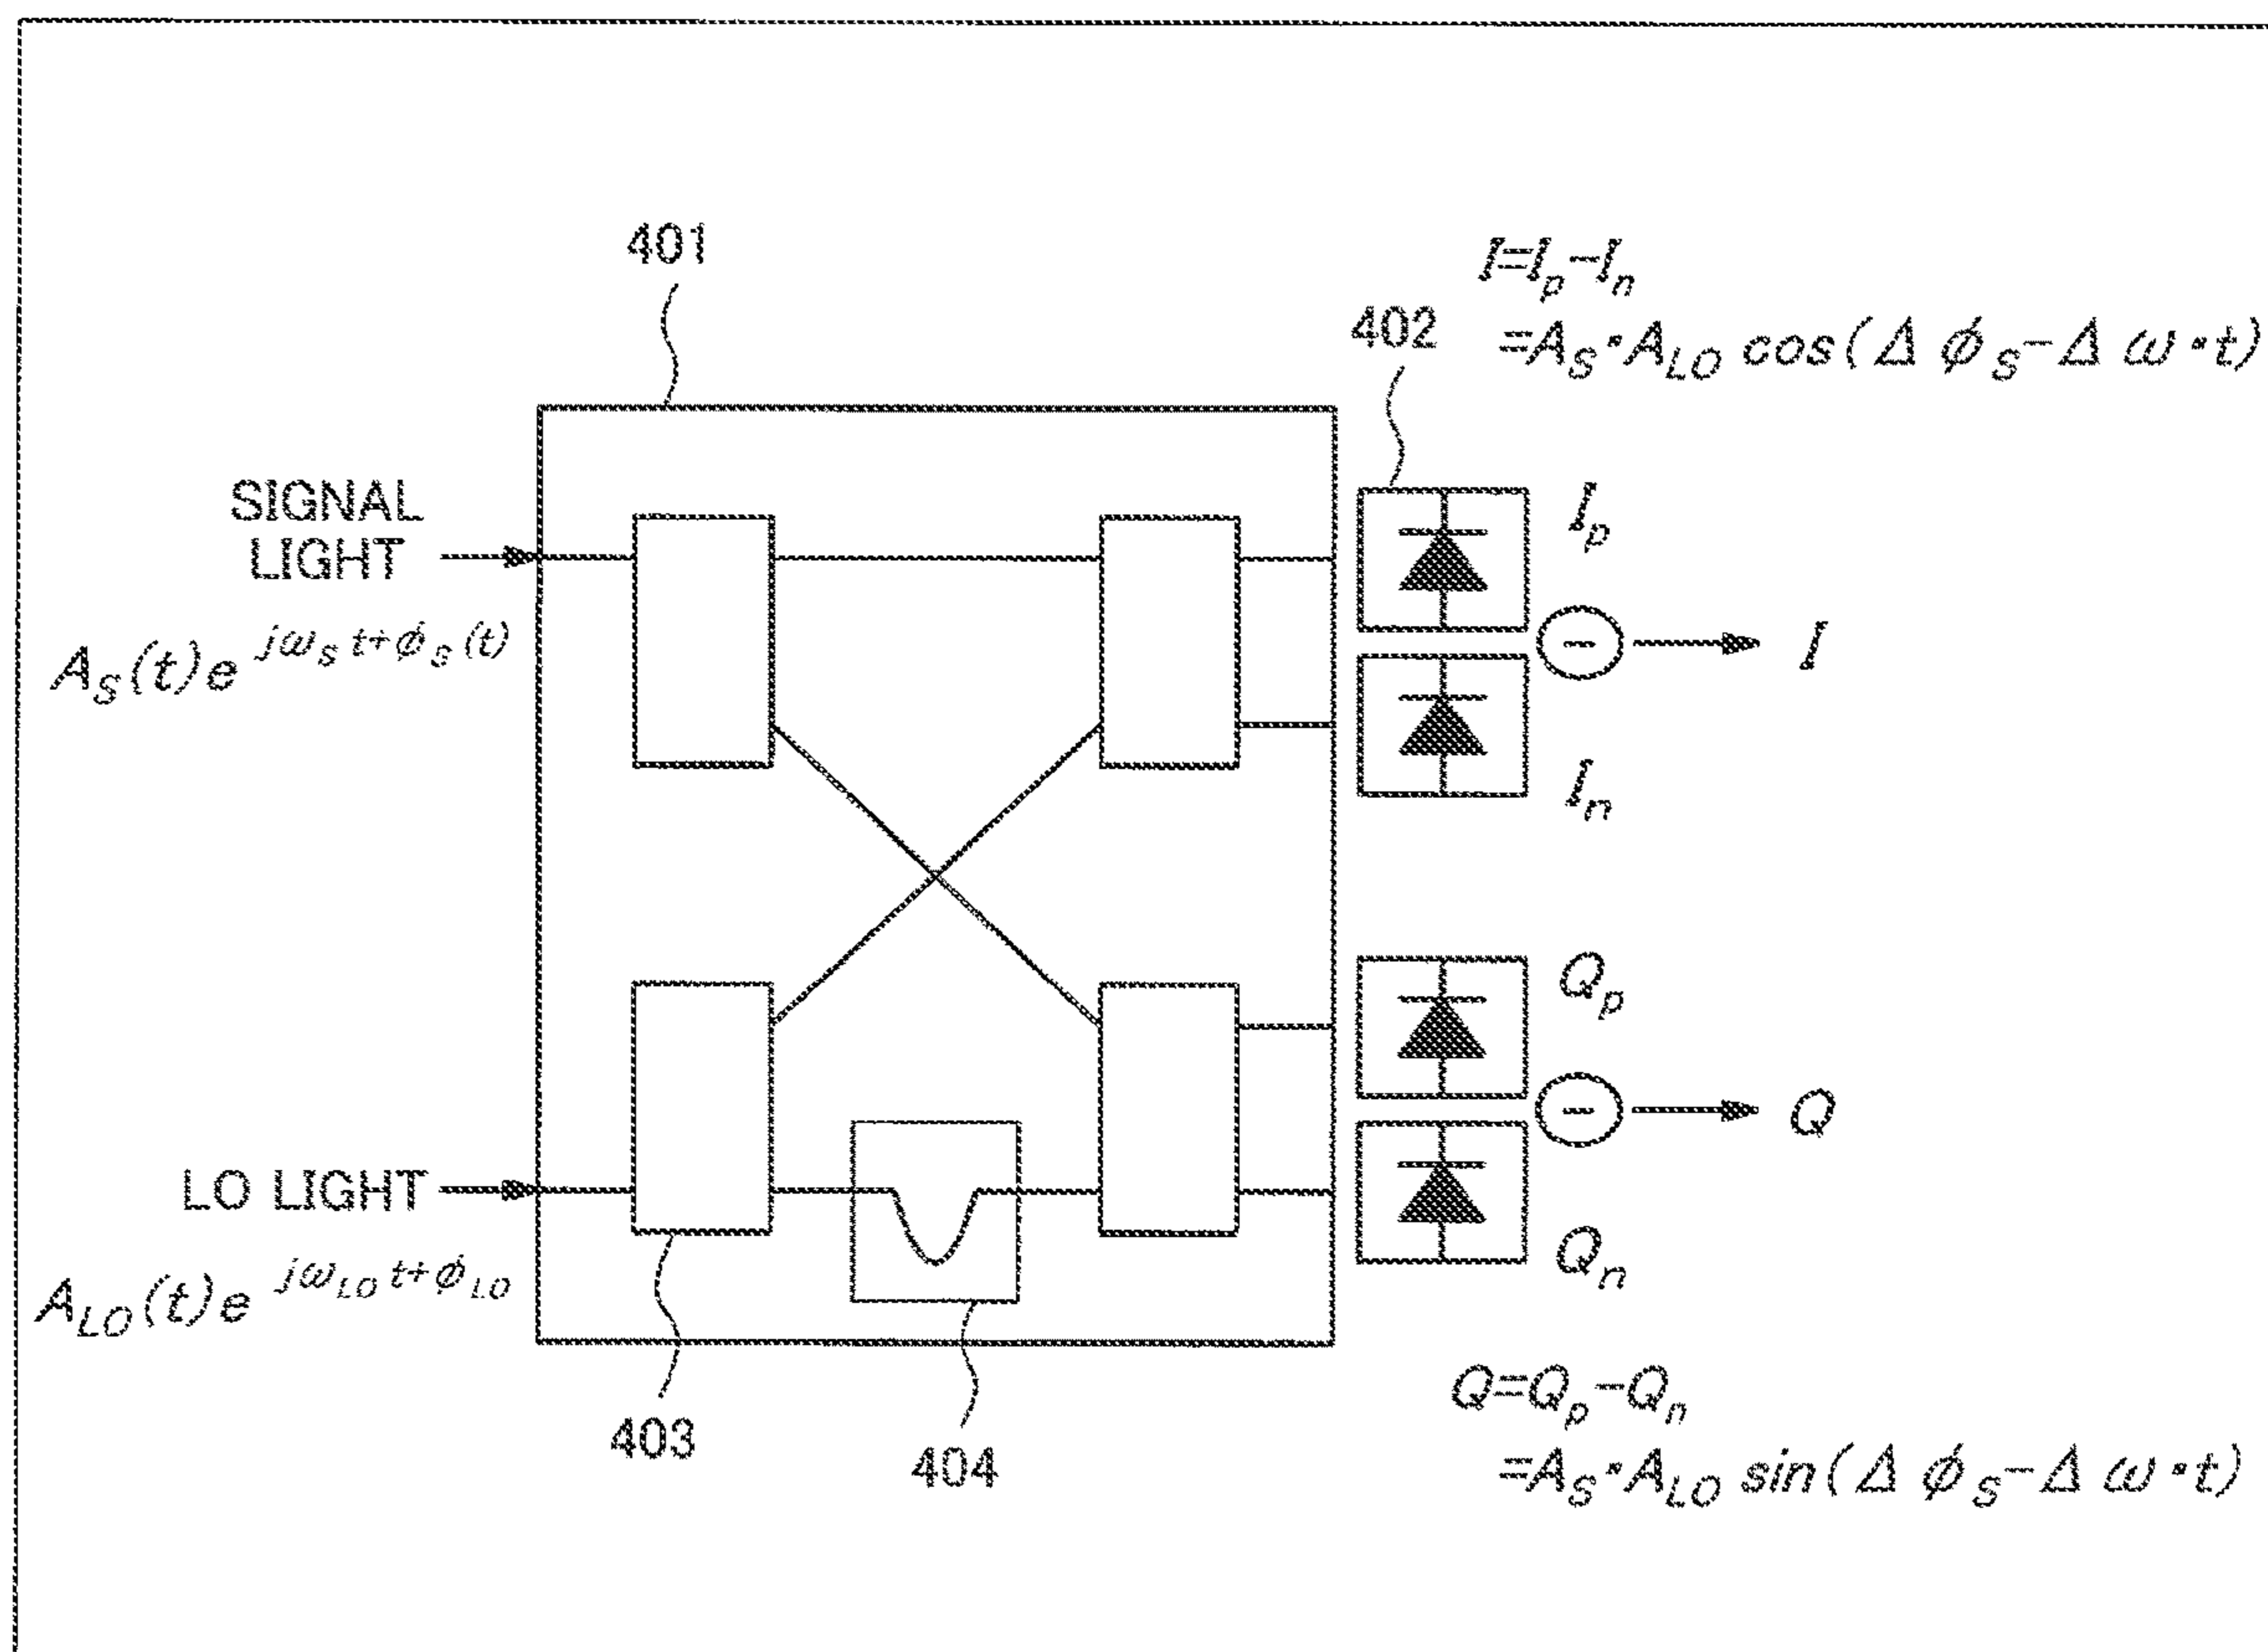 401
I=Ip−In
402
=AS・ALO cos(Δ ϕS−Δ ω・t)
SIGNAL
LIGHT
AS(t)e jωS t+ϕS(t)
Ip
−
I
In
Qp
−
Q
Qn
LO LIGHT
ALO(t)e jωLO t+ϕLO
403
404
Q=Qp−Qn
=AS・ALO sin(Δ ϕS−Δ ω・t)